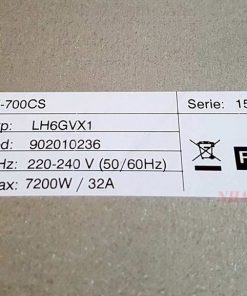 -700CS Serie: 15
p: LH6GVX1
d: 902010236
Hz: 220-240 V (50/60Hz)
ax: 7200W / 32A